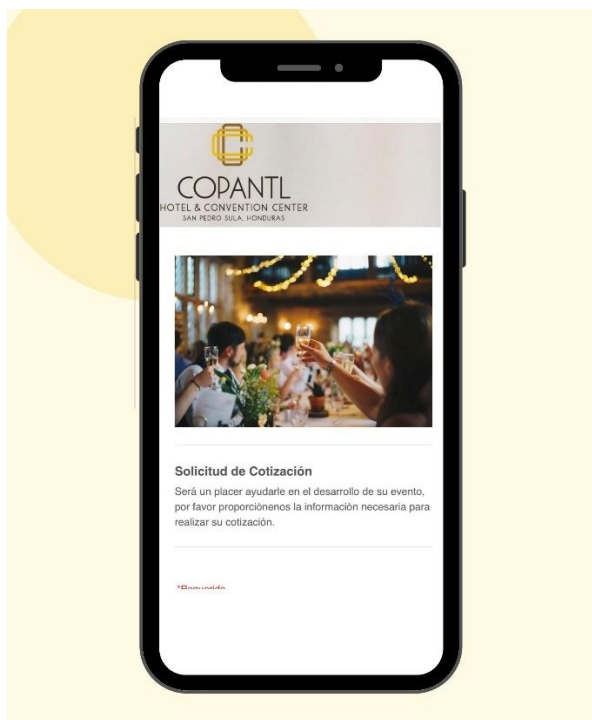 COPANTL
HOTEL & CONVENTION CENTER
SAN PEDRO SULA, HONDURAS
Solicitud de Cotización
Será un placer ayudarle en el desarrollo de su evento,
por favor proporciónenos la información necesaria para
realizar su cotización.
*Requerido